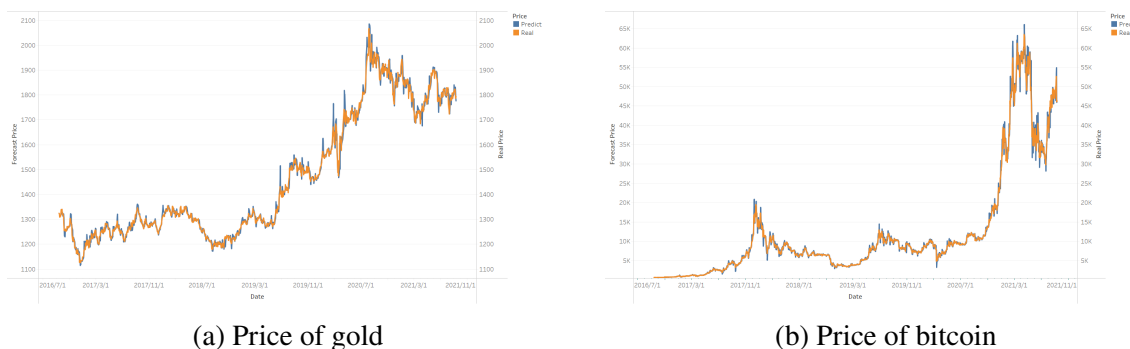 Price
Predict
Real
2100
2000
1900
1800
1700
1600
1500
1400
1300
1200
1100
2100
2000
1900
1800
1700
1600
1500
1400
1300
1200
1100
Forecast Price
Real Price
2016/7/1 2017/3/1 2017/11/1 2018/7/1 2019/3/1 2019/11/1 2020/7/1 2021/3/1 2021/11/1
Date
(a) Price of gold
Price
Pre
Rea
65K
60K
55K
50K
45K
40K
35K
30K
25K
20K
15K
10K
5K
65K
60K
55K
50K
45K
40K
35K
30K
25K
20K
15K
10K
5K
Forecast Price
Real Price
2016/7/1 2017/3/1 2017/11/1 2018/7/1 2019/3/1 2019/11/1 2020/7/1 2021/3/1 2021/11/1
Date
(b) Price of bitcoin